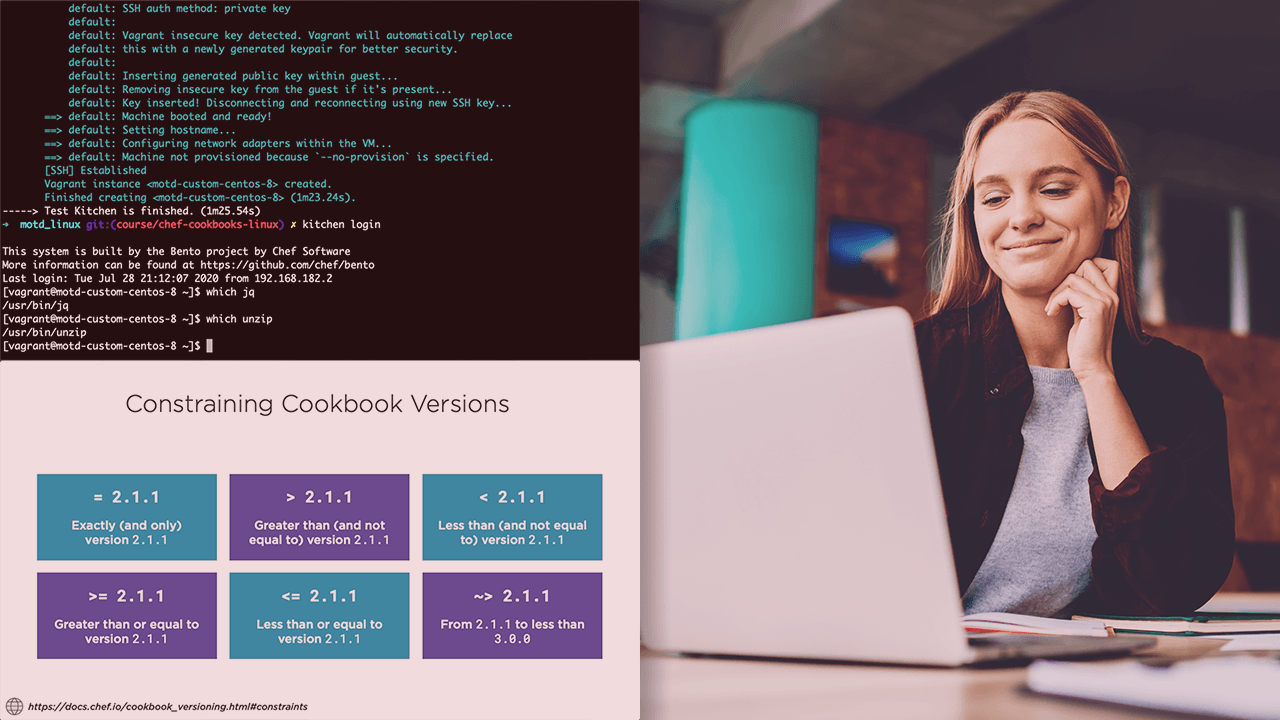 default: SSH auth method: private key
default:
default: Vagrant insecure key detected. Vagrant will automatically replace
default: this with a newly generated keypair for better security.
default:
default: Inserting generated public key within guest...
default: Removing insecure key from the guest if it's present...
default: Key inserted! Disconnecting and reconnecting using new SSH key...
==> default: Machine booted and ready!
==> default: Setting hostname...
==> default: Configuring network adapters within the VM...
==> default: Machine not provisioned because `--no-provision` is specified.
[SSH] Established
Vagrant instance <motd-custom-centos-8> created.
Finished creating <motd-custom-centos-8> (1m23.24s).
-----> Test Kitchen is finished. (1m25.54s)
➜ motd_linux git:(course/chef-cookbooks-linux) ✗ kitchen login
This system is built by the Bento project by Chef Software
More information can be found at https://github.com/chef/bento
Last login: Tue Jul 28 21:12:07 2020 from 192.168.182.2
[vagrant@motd-custom-centos-8 ~]$ which jq
/usr/bin/jq
[vagrant@motd-custom-centos-8 ~]$ which unzip
/usr/bin/unzip
[vagrant@motd-custom-centos-8 ~]$
Constraining Cookbook Versions
= 2.1.1
Exactly (and only)
version 2.1.1
> 2.1.1
Greater than (and not
equal to) version 2.1.1
< 2.1.1
Less than (and not equal
to) version 2.1.1
>= 2.1.1
Greater than or equal to
version 2.1.1
<= 2.1.1
Less than or equal to
version 2.1.1
~> 2.1.1
From 2.1.1 to less than
3.0.0
https://docs.chef.io/cookbook_versioning.html#constraints